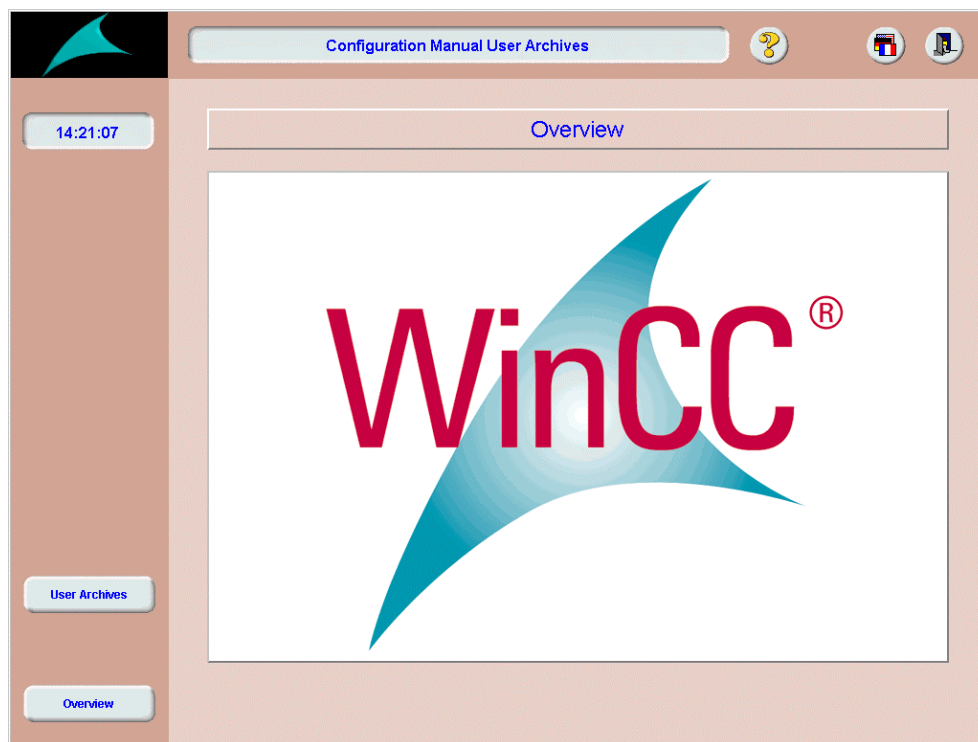 Configuration Manual User Archives
14:21:07
Overview
WinCC®
User Archives
Overview